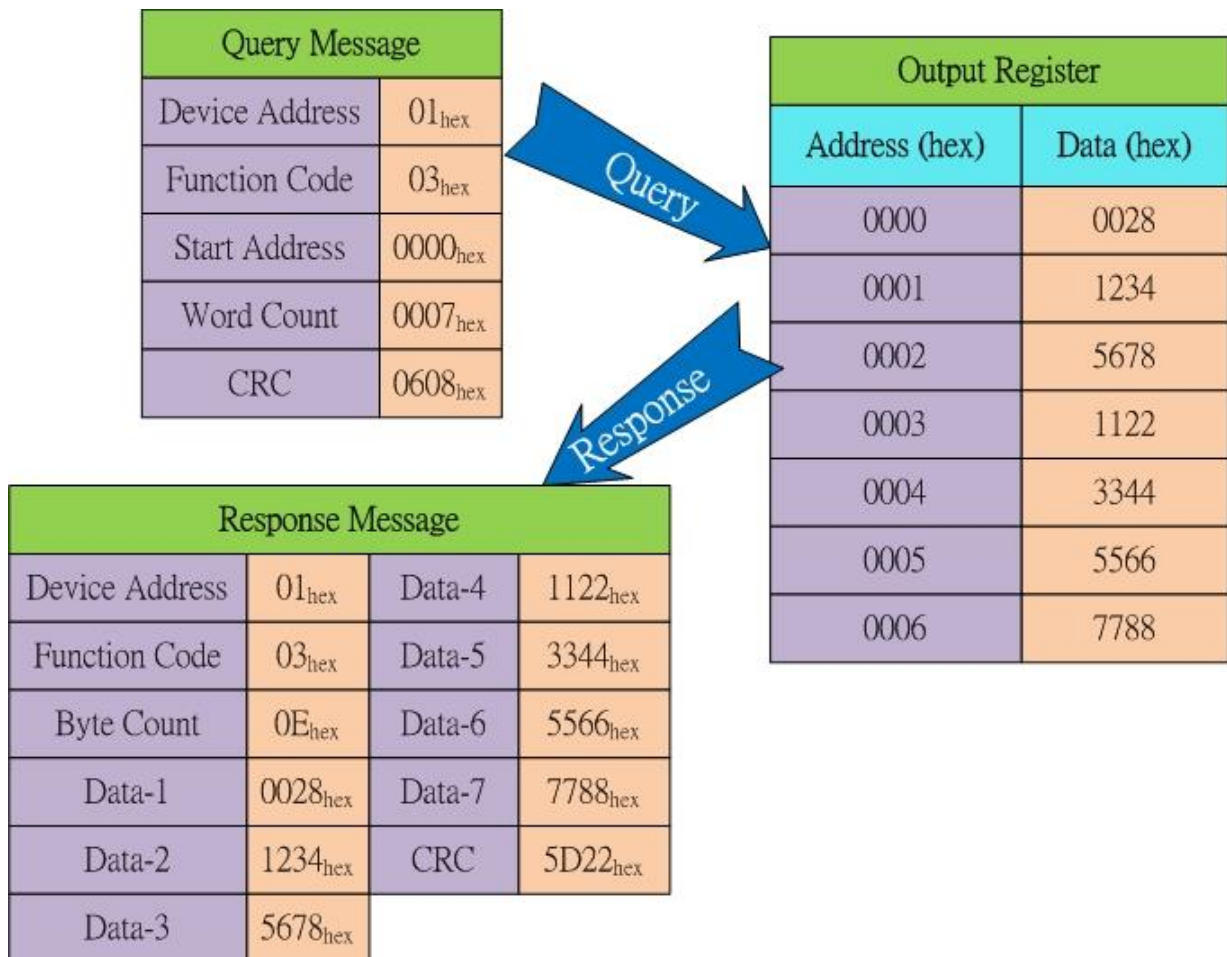 Query Message
Device Address 01hex
Function Code 03hex
Start Address 0000hex
Word Count 0007hex
CRC 0608hex
Query
Response
Output Register
Address (hex) Data (hex)
0000 0028
0001 1234
0002 5678
0003 1122
0004 3344
0005 5566
0006 7788
Response Message
Device Address 01hex Data-4 1122hex
Function Code 03hex Data-5 3344hex
Byte Count 0Ehex Data-6 5566hex
Data-1 0028hex Data-7 7788hex
Data-2 1234hex CRC 5D22hex
Data-3 5678hex